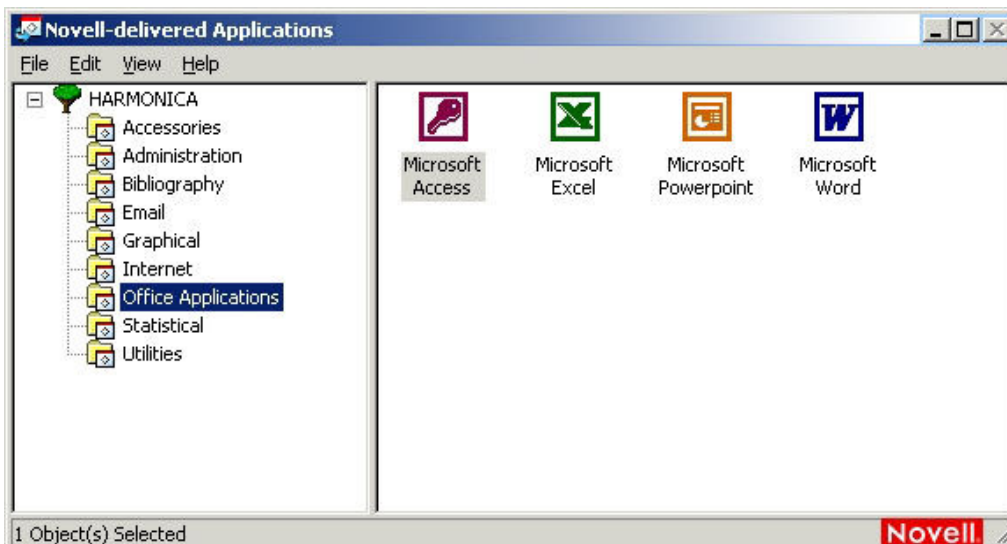 Novell-delivered Applications
File Edit View Help
HARMONICA
Accessories
Administration
Bibliography
Email
Graphical
Internet
Office Applications
Statistical
Utilities
Microsoft
Access
Microsoft
Excel
Microsoft
Powerpoint
Microsoft
Word
1 Object(s) Selected
Novell.